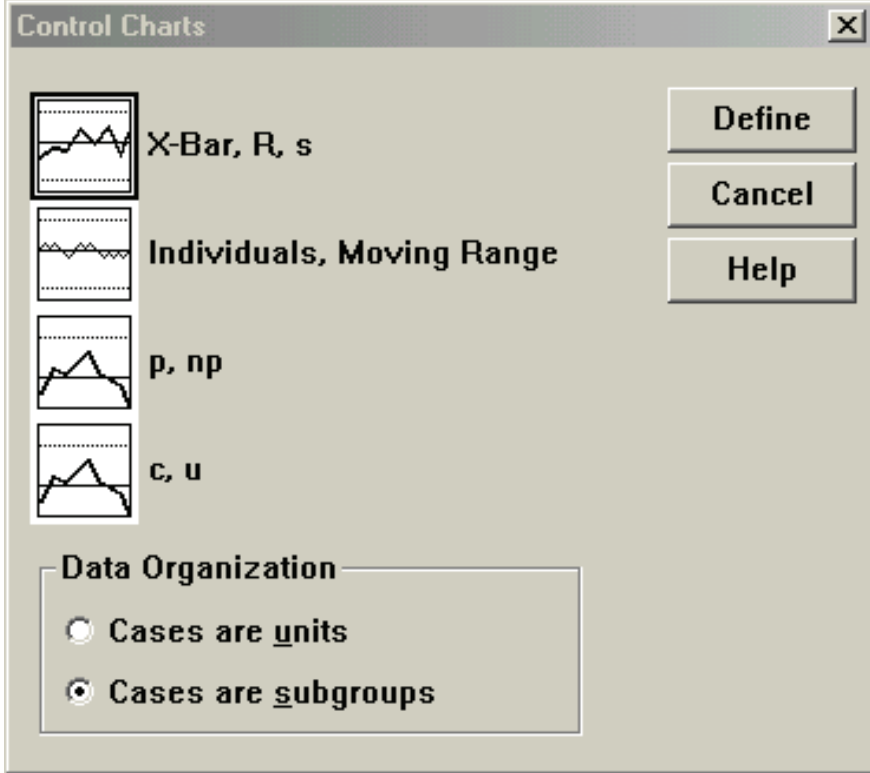 Control Charts
X-Bar, R, s
Individuals, Moving Range
p, np
c, u
Define
Cancel
Help
Data Organization
Cases are units
Cases are subgroups